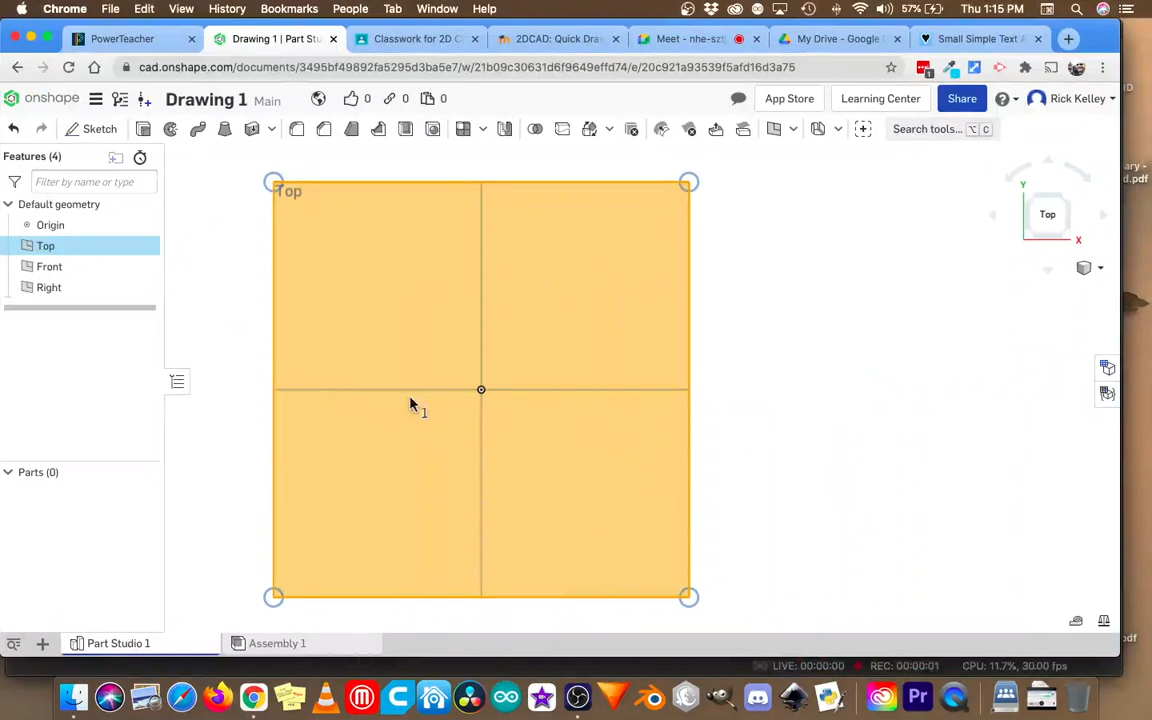 Chrome File Edit View History Bookmarks People Tab Window Help 57% Thu 1:15 PM
PowerTeacher Drawing 1 | Part Stu Classwork for 2D C 2DCAD: Quick Dra Meet - nhe-szt My Drive - Google D Small Simple Text A
cad.onshape.com/documents/3495bf49892fa5295d3ba5e7/w/21b09c30631d6f9649effd74/e/20c921a93539f5afd16d3a75
onshape Drawing 1 Main 0 0 0 App Store Learning Center Share Rick Kelley
Sketch Search tools... C
Features (4)
Filter by name or type
Default geometry
Origin
Top
Front
Right
Top
Y
Top
X
1
Parts (0)
Part Studio 1 Assembly 1
LIVE: 00:00:00 REC: 00:00:01 CPU: 11.7%, 30.00 fps